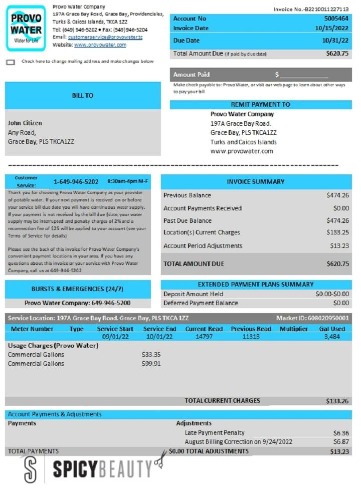 PROVO
WATER
Water for Life
Provo Water Company
197A Grace Bay Road, Grace Bay, Providenciales,
Turks & Caicos Islands, TKCA 1ZZ
Tel: (649) 946-5202 • Fax: (649)946-5204
Email: customerservice@provowater.tc
Website: www.provowater.com
Check here to change mailing address and make changes below
Invoice No.-B3210011227113
Account No 5005464
Invoice Date 10/15/2022
Due Date 10/31/22
Total Amount Due (if paid by due date) $620.75
Amount Paid $
Make check payable to: Provo Water, or visit our web page to learn about other ways
to pay your bill.
BILL TO
REMIT PAYMENT TO
John Citizen
Any Road,
Grace Bay, PLS TKCA1ZZ
Provo Water Company
197A Grace Bay Road.
Grace Bay, PLS TKCA1ZZ
Turks and Caicos Islands
www.provowater.com
Customer
Service: 1-649-946-5202 8:30am-4pm M-F
Thank you for choosing Provo Water Company as your provider
of potable water. If your next payment is received on or before
your service bill due date you will have continuous water supply.
If your payment is not received by the bill due date your water
supply may be interrupted and penalty of 2% and a
reconnection fee of 125 will be applied to your account (see your
Terms of Service for details)
Please see the back of this invoice for Provo Water Company's
convenient payment locations in your area. If you have any
questions about this invoice or your service with Provo Water
Company, call us at 649-946-5202
INVOICE SUMMARY
Previous Balance $474.26
Account Payments Received $0.00
Past Due Balance $474.26
Location(s) Current Charges
Account Period Adjustments $13.23
TOTAL AMOUNT DUE $620.75
BURSTS & EMERGENCIES (24/7)
Provo Water Company: 649-946-5200
EXTENDED PAYMENT PLANS SUMMARY
Deposit Amount Held $0.00-$0.00
Deferred Payment Balance $0.00
Service Location: 197A Grace Bay Road. Grace Bay, PLS TKCA 1ZZ Market ID: 608020950001
Meter Number Type Service Start Service End Current Read Previous Read Multiplier Gal Used
09/01/22 10/01/22 14797 11313 3,484
Usage Charges (Provo Water)
Commercial Gallons $33.35
Commercial Gallons $99.91
TOTAL CURRENT CHARGES $133.26
Account Payments & Adjustments
Payments Adjustments
Late Payment Penalty $6.36
August Billing Correction on 9/24/2022 $6.87
TOTAL PAYMENTS $0.00 TOTAL ADJUSTMENTS $13.23
SPICYBEAUTY